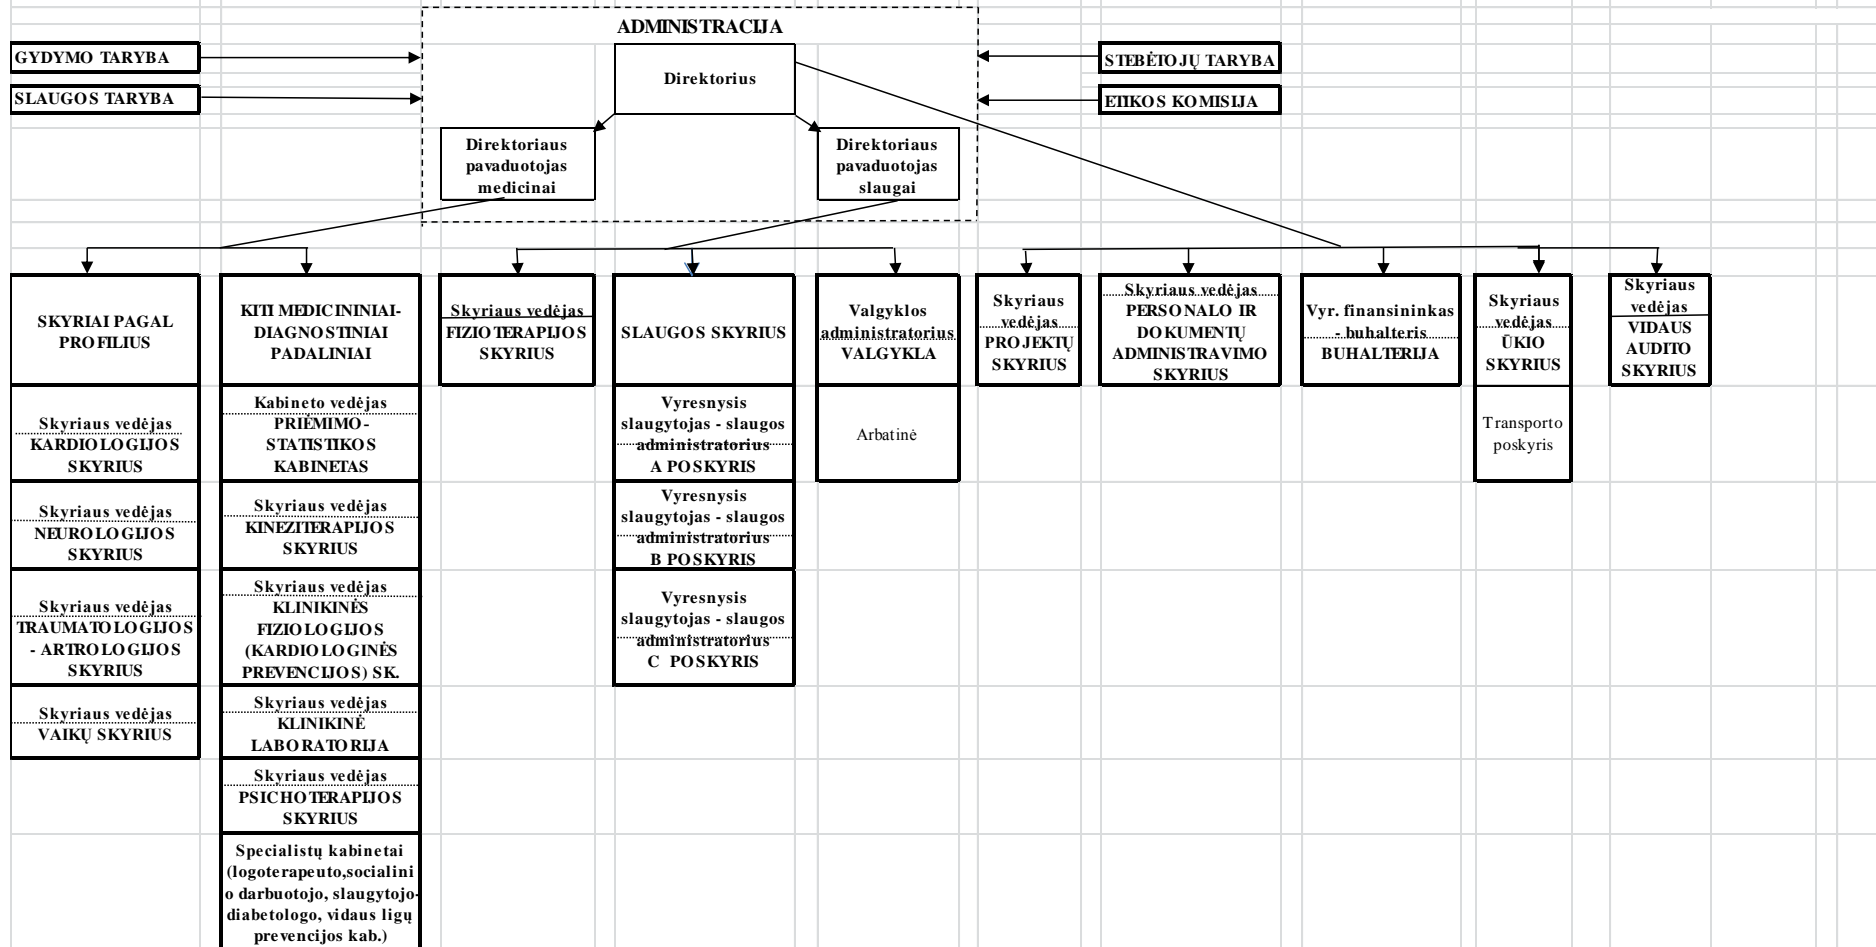 ADMINISTRACIJA
GYDYMO TARYBA
SLAUGOS TARYBA
Direktorius
STEBĖTOJŲ TARYBA
ETIKOS KOMISIJA
Direktoriaus
pavaduotojas
medicinai
Direktoriaus
pavaduotojas
slaugai
SKYRIAI PAGAL
PROFILIUS
KITI MEDICININIAI-
DIAGNOSTINIAI
PADALINIAI
Skyriaus vedėjas
FIZIOTERAPIJOS
SKYRIUS
SLAUGOS SKYRIUS
Valgyklos
administratorius
VALGYKLA
Skyriaus
vedėjas
PROJEKTŲ
SKYRIUS
Skyriaus vedėjas
PERSONALO IR
DOKUMENTŲ
ADMINISTRAVIMO
SKYRIUS
Vyr. finansininkas
- buhalteris
BUHALTERIJA
Skyriaus
vedėjas
ŪKIO
SKYRIUS
Skyriaus
vedėjas
VIDAUS
AUDITO
SKYRIUS
Skyriaus vedėjas
KARDIOLOGIJOS
SKYRIUS
Kabineto vedėjas
PRIĖMIMO-
STATISTIKOS
KABINETAS
Vyresnysis
slaugytojas - slaugos
administratorius
A POSKYRIS
Arbatinė
Transporto
poskyris
Skyriaus vedėjas
NEUROLOGIJOS
SKYRIUS
Skyriaus vedėjas
KINEZITERAPIJOS
SKYRIUS
Vyresnysis
slaugytojas - slaugos
administratorius
B POSKYRIS
Skyriaus vedėjas
TRAUMATOLOGIJOS
- ARTROLOGIJOS
SKYRIUS
Skyriaus vedėjas
KLINIKINĖS
FIZIOLOGIJOS
(KARDIOLOGINĖS
PREVENCIJOS) SK.
Vyresnysis
slaugytojas - slaugos
administratorius
C POSKYRIS
Skyriaus vedėjas
VAIKŲ SKYRIUS
Skyriaus vedėjas
KLINIKINĖ
LABORATORIJA
Skyriaus vedėjas
PSICHOTERAPIJOS
SKYRIUS
Specialistų kabinetai
(logoterapeuto,socialini
o darbuotojo, slaugytojo-
diabetologo, vidaus ligų
prevencijos kab.)